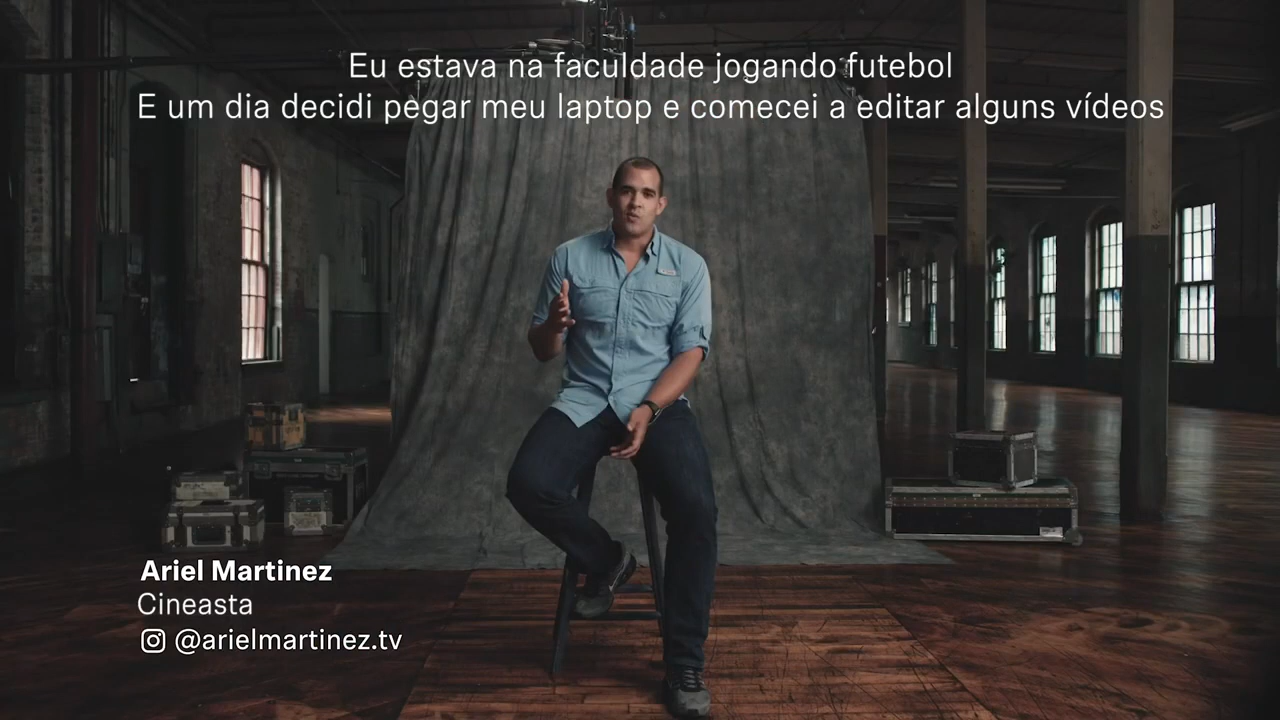 Eu estava na faculdade jogando futebol
E um dia decidi pegar meu laptop e comecei a editar alguns vídeos
Ariel Martinez
Cineasta
@arielmartinez.tv